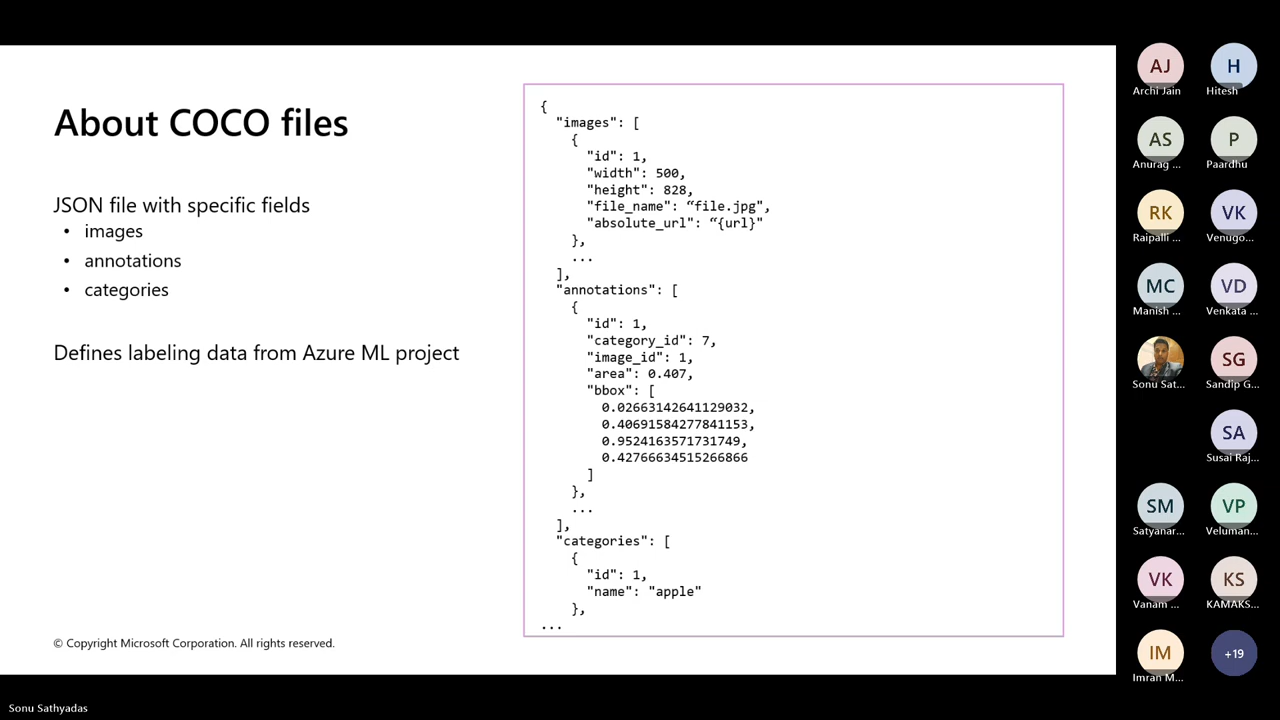 About COCO files
JSON file with specific fields
• images
• annotations
• categories
Defines labeling data from Azure ML project
© Copyright Microsoft Corporation. All rights reserved.
{
"images": [
{
"id": 1,
"width": 500,
"height": 828,
"file_name": “file.jpg",
"absolute_url": “{url}"
},
...
],
"annotations": [
{
"id": 1,
"category_id": 7,
"image_id": 1,
"area": 0.407,
"bbox": [
0.02663142641129032,
0.40691584277841153,
0.9524163571731749,
0.42766634515266866
]
},
...
],
"categories": [
{
"id": 1,
"name": "apple"
},
...
AJ
Archi Jain
H
Hitesh
AS
Anurag ...
P
Paardhu
RK
Raipalli ...
VK
Venugo...
MC
Manish ...
VD
Venkata ...
Sonu Sat...
SG
Sandip G...
SA
Susai Raj...
SM
Satyanar...
VP
Veluman...
VK
Vanam ...
KS
KAMAKS...
IM
Imran M...
+19
Sonu Sathyadas